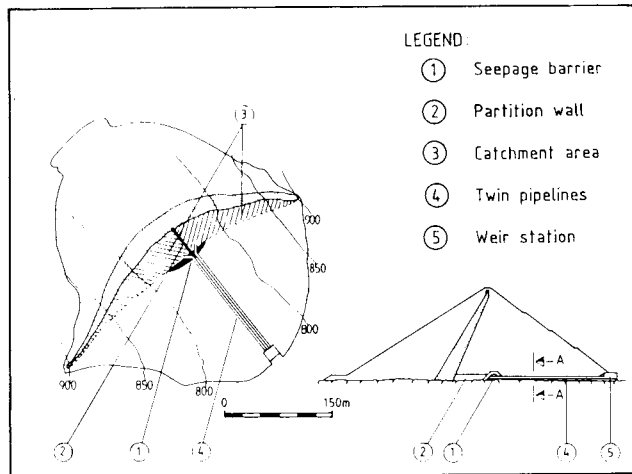 LEGEND:
1 Seepage barrier
2 Partition wall
3 Catchment area
4 Twin pipelines
5 Weir station
3
900
850
800
900
850
800
0 150m
A
A
2 1 4
2 1 4 5